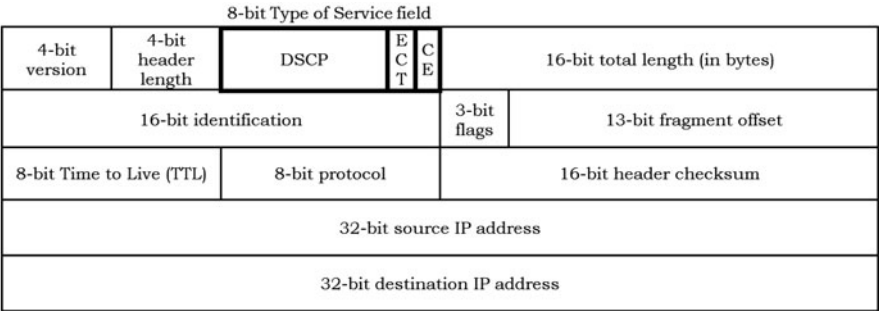 8-bit Type of Service field
4-bit
version
4-bit
header
length
DSCP
E
C
T
C
E
16-bit total length (in bytes)
16-bit identification
3-bit
flags
13-bit fragment offset
8-bit Time to Live (TTL)
8-bit protocol
16-bit header checksum
32-bit source IP address
32-bit destination IP address